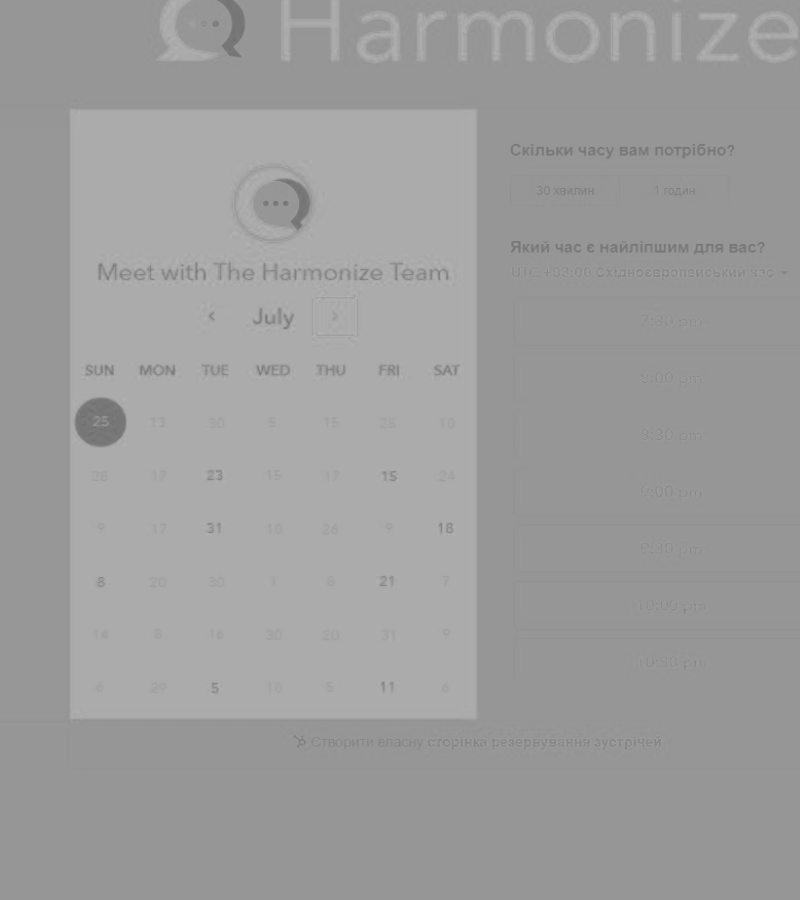 Harmonize
Meet with The Harmonize Team
‹ July ›
SUN MON TUE WED THU FRI SAT
25 13 30 5 15 25 10
28 17 23 15 17 15 24
9 17 31 10 26 9 18
8 20 30 1 8 21 7
14 8 16 30 20 31 9
6 29 5 10 5 11 6
Скільки часу вам потрібно?
30 хвилин 1 годин
Який час є найліпшим для вас?
UTC +03:00 Східноєвропейський час
7:30 pm
8:00 pm
8:30 pm
9:00 pm
9:30 pm
10:00 pm
10:30 pm
Створити власну сторінка резервування зустрічей